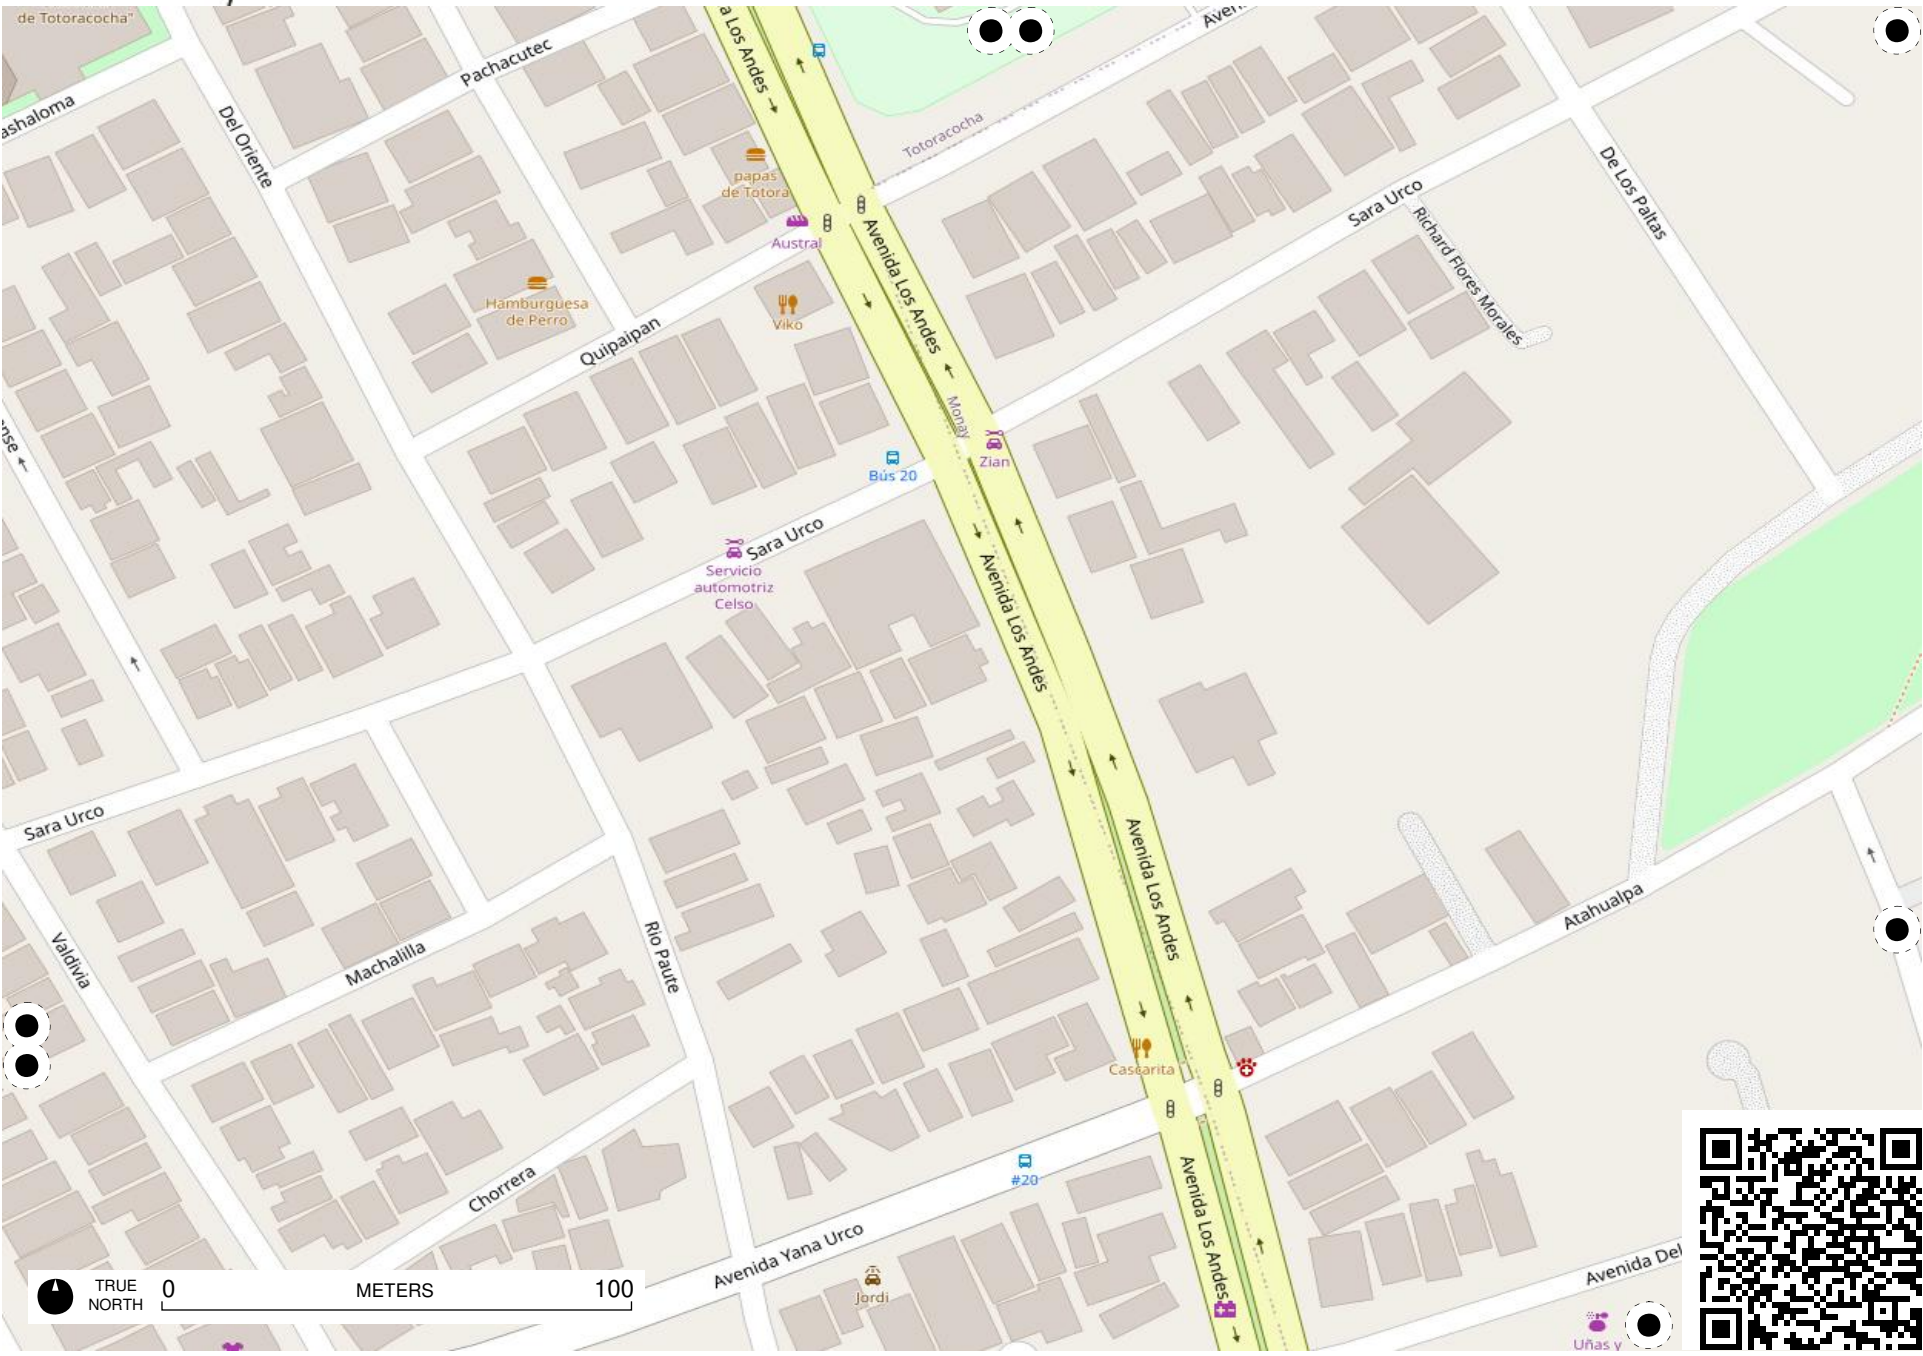 de Totoracocha"
Pachacutec
a Los Andes
Del Oriente
Totoracocha
papas
de Totora
Austral
Avenida Los Andes
Sara Urco
Richard Flores Morales
De Los Paltas
Hamburguesa
de Perro
Viko
Quipaipan
Monay
Zian
Bús 20
Sara Urco
Servicio
automotriz
Celso
Avenida Los Andes
Sara Urco
Avenida Los Andes
Atahualpa
Valdivia
Machalilla
Rio Paute
Cascarita
#20
Chorrera
Avenida Los Andes
Avenida Yana Urco
Jordi
Avenida Del
TRUE
NORTH
0 METERS 100
Uñas y